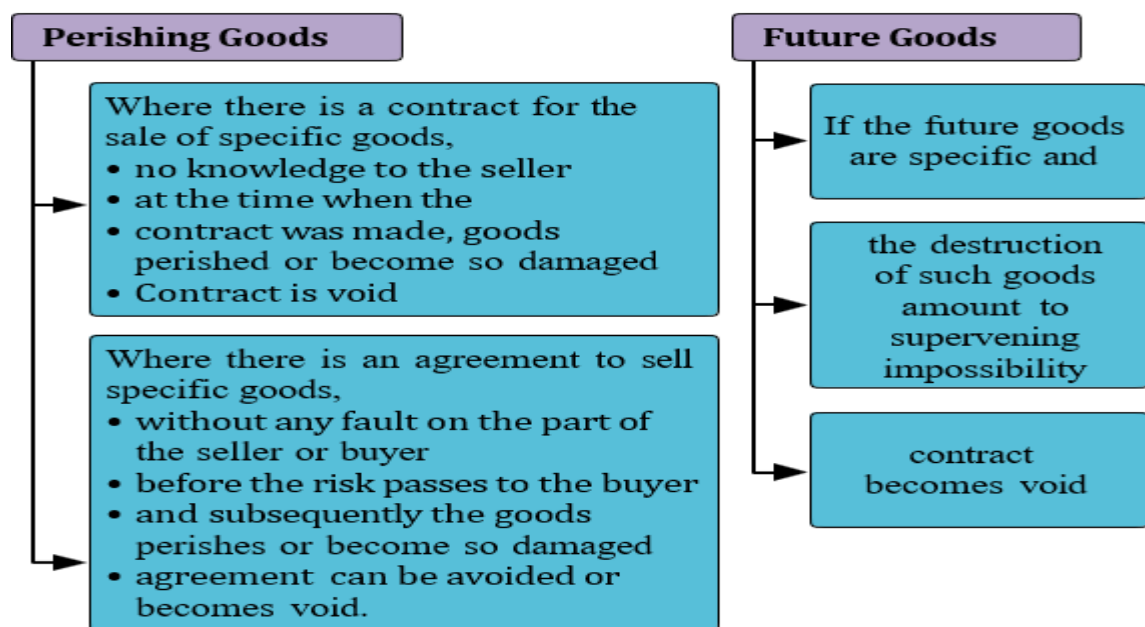 Perishing Goods
Where there is a contract for the
sale of specific goods,
• no knowledge to the seller
• at the time when the
• contract was made, goods
perished or become so damaged
• Contract is void
Where there is an agreement to sell
specific goods,
• without any fault on the part of
the seller or buyer
• before the risk passes to the buyer
• and subsequently the goods
perishes or become so damaged
• agreement can be avoided or
becomes void.
Future Goods
If the future goods
are specific and
the destruction
of such goods
amount to
supervening
impossibility
contract
becomes void